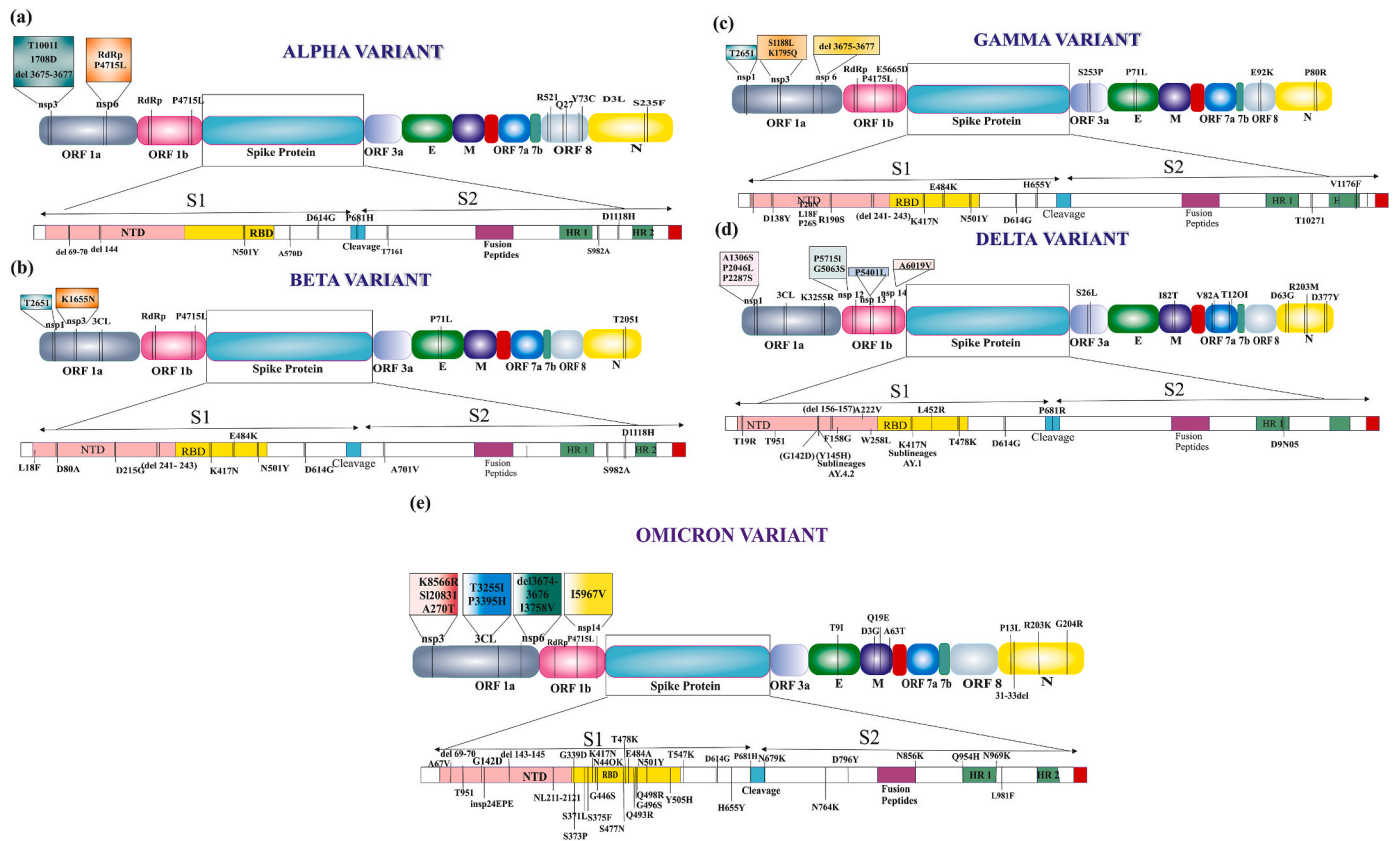 (a)
ALPHA VARIANT
T1001I
1708D
del 3675-3677
RdRp
P4715L
nsp3
nsp6
RdRp
P4715L
R521
Q27
Y73C
D3L
S235F
ORF 1a
ORF 1b
Spike Protein
ORF 3a
E
M
ORF 7a
7b
ORF 8
N
S1
S2
D614G
P681H
D1118H
NTD
RBD
Cleavage
Fusion
Peptides
HR 1
HR 2
del 69-70
del 144
N501Y
A570D
T7161
S982A
(b)
BETA VARIANT
T2651
K1655N
nsp1
nsp3
3CL
RdRp
P4715L
P71L
T2051
ORF 1a
ORF 1b
Spike Protein
ORF 3a
E
M
ORF 7a
7b
ORF 8
N
S1
S2
E484K
D1118H
NTD
RBD
HR 1
HR 2
L18F
D80A
D215G
(del 241- 243)
K417N
N501Y
D614G
Cleavage
A701V
Fusion
Peptides
S982A
(c)
GAMMA VARIANT
T2651
S1188L
K1795Q
del 3675-3677
nsp1
nsp3
nsp 6
RdRp
P4175L
E5665D
S253P
P71L
E92K
P80R
ORF 1a
ORF 1b
Spike Protein
ORF 3a
E
M
ORF 7a
7b
ORF 8
N
S1
S2
E484K
H655Y
V1176F
NTD
RBD
HR 1
H
D138Y
T20N
L18F
P26S
R190S
(del 241- 243)
K417N
N501Y
D614G
Cleavage
Fusion
Peptides
T10271
(d)
DELTA VARIANT
A1306S
P2046L
P2287S
P5715I
G5063S
P5401L
A6019V
nsp1
3CL
K3255R
nsp 12
nsp 13
nsp 14
S26L
I82T
V82A
T12OI
D63G
R203M
D377Y
ORF 1a
ORF 1b
Spike Protein
ORF 3a
E
M
ORF 7a
7b
ORF 8
N
S1
S2
(del 156-157)
A222V
L452R
P681R
NTD
RBD
HR 1
T19R
T951
(G142D)
(Y145H)
F158G
W258L
K417N
T478K
D614G
Cleavage
Fusion
Peptides
D9N05
Sublineages
AY.4.2
Sublineages
AY.1
(e)
OMICRON VARIANT
K8566R
Sl20831
A270T
T3255I
P3395H
del3674-
3676
I3758V
I5967V
nsp3
3CL
nsp6
RdRp
P4715L
nsp14
T9I
D3G
Q19E
A63T
P13L
R203K
G204R
31-33del
ORF 1a
ORF 1b
Spike Protein
ORF 3a
E
M
ORF 7a
7b
ORF 8
N
S1
S2
A67V
del 69-70
G142D
del 143-145
G339D
K417N
N44OK
T478K
E484A
N501Y
T547K
D614G
P681H
N679K
D796Y
N856K
Q954H
N969K
NTD
RBD
HR 1
HR 2
T951
insp24EPE
NL211-2121
S371L
S373P
S375F
G446S
S477N
Q493R
G496S
Q498R
Y505H
H655Y
Cleavage
N764K
Fusion
Peptides
L981F